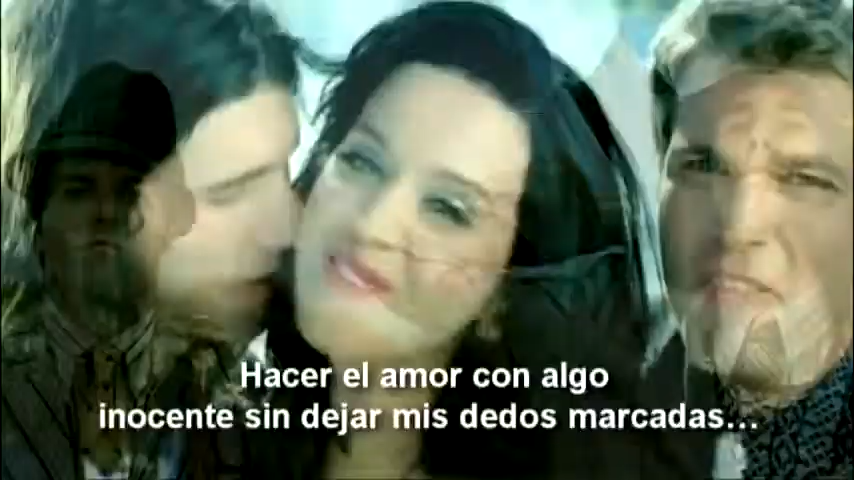 Hacer el amor con algo
inocente sin dejar mis dedos marcadas…